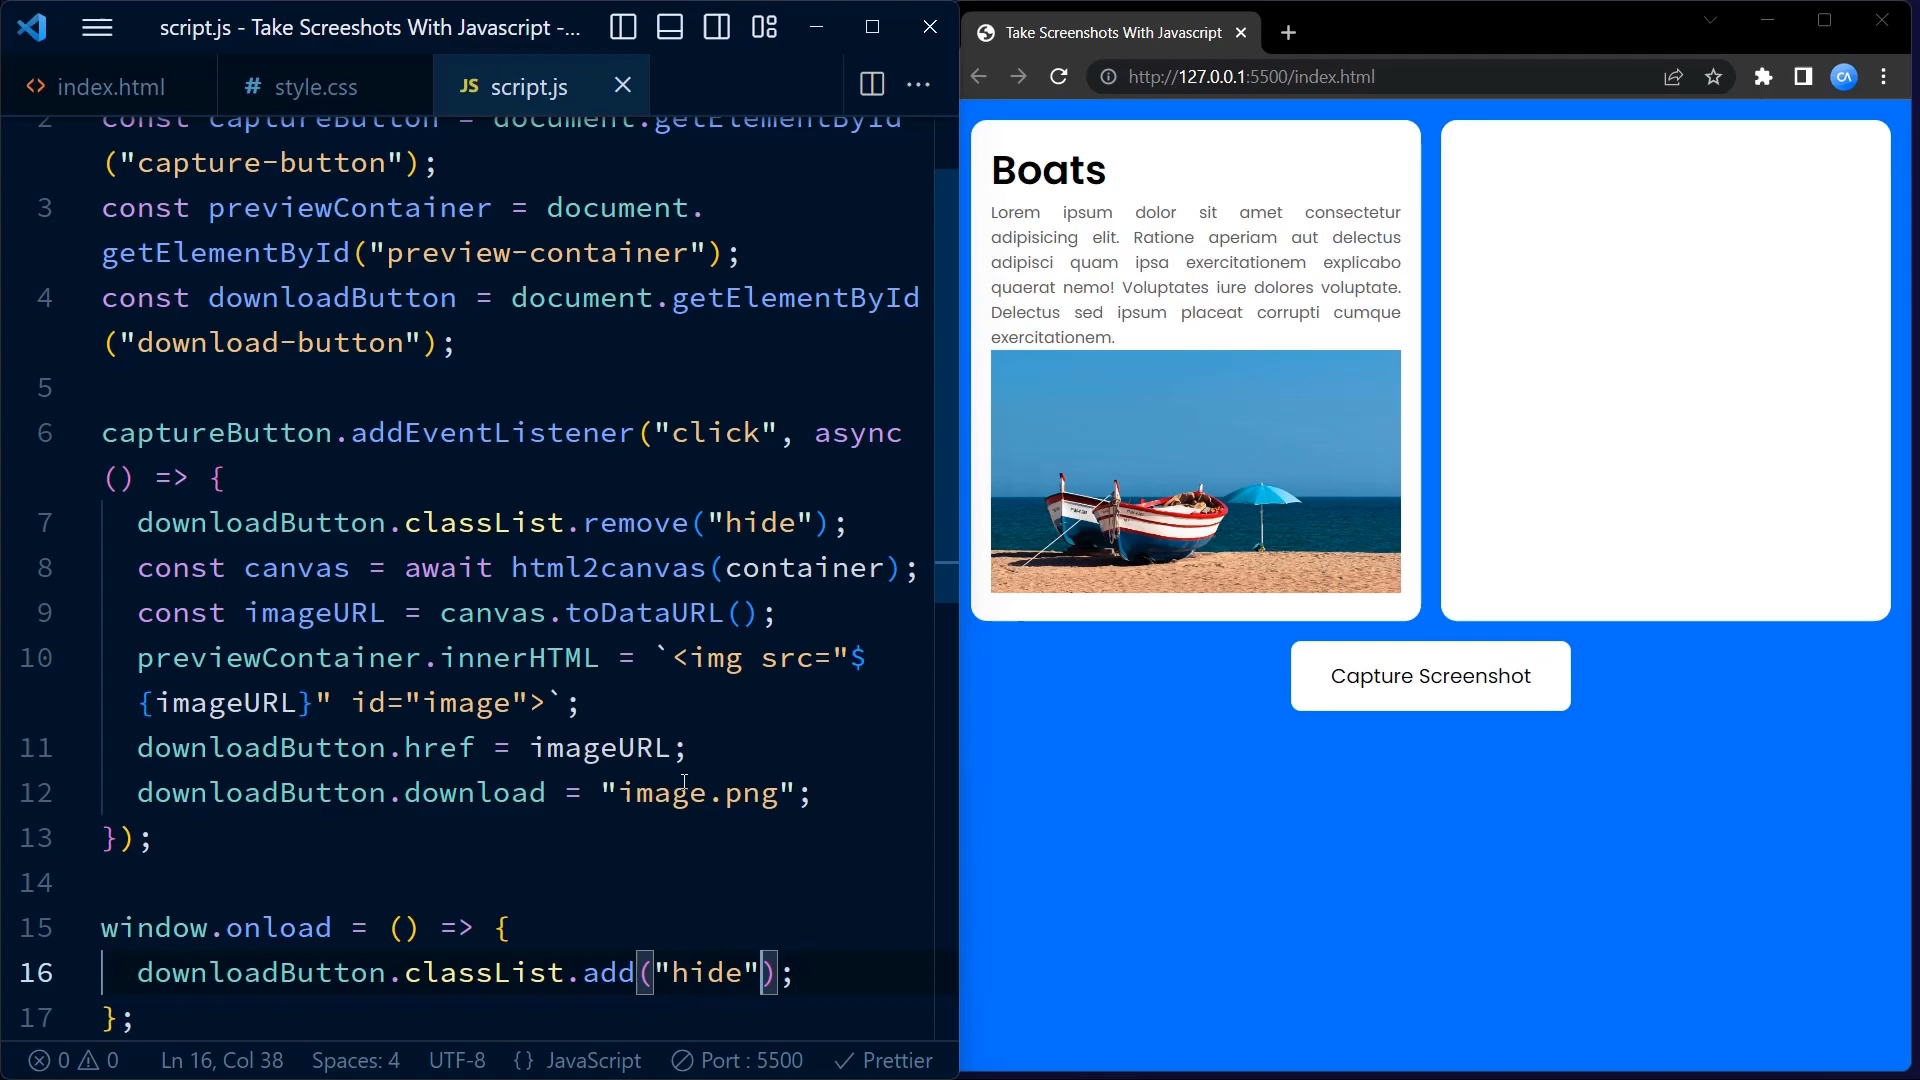 script.js - Take Screeshots With Javascript -...
index.html
# style.css
JS script.js
2 const captureButton = document.getElementById
("capture-button");
3 const previewContainer = document.
getElementById("preview-container");
4 const downloadButton = document.getElementById
("download-button");
5
6 captureButton.addEventListener("click", async
() => {
7 downloadButton.classList.remove("hide");
8 const canvas = await html2canvas(container);
9 const imageURL = canvas.toDataURL();
10 previewContainer.innerHTML = `<img src="$
{imageURL}" id="image">`;
11 downloadButton.href = imageURL;
12 downloadButton.download = "image.png";
13 });
14
15 window.onload = () => {
16 downloadButton.classList.add("hide");
17 };
0 0 Ln 16, Col 38 Spaces: 4 UTF-8 {} JavaScript Port : 5500 Prettier
Take Screenshots With Javascript
http://127.0.0.1:5500/index.html
CA
Boats
Lorem ipsum dolor sit amet consectetur
adipisicing elit. Ratione aperiam aut delectus
adipisci quam ipsa exercitationem explicabo
quaerat nemo! Voluptates iure dolores voluptate.
Delectus sed ipsum placeat corrupti cumque
exercitationem.
Capture Screenshot